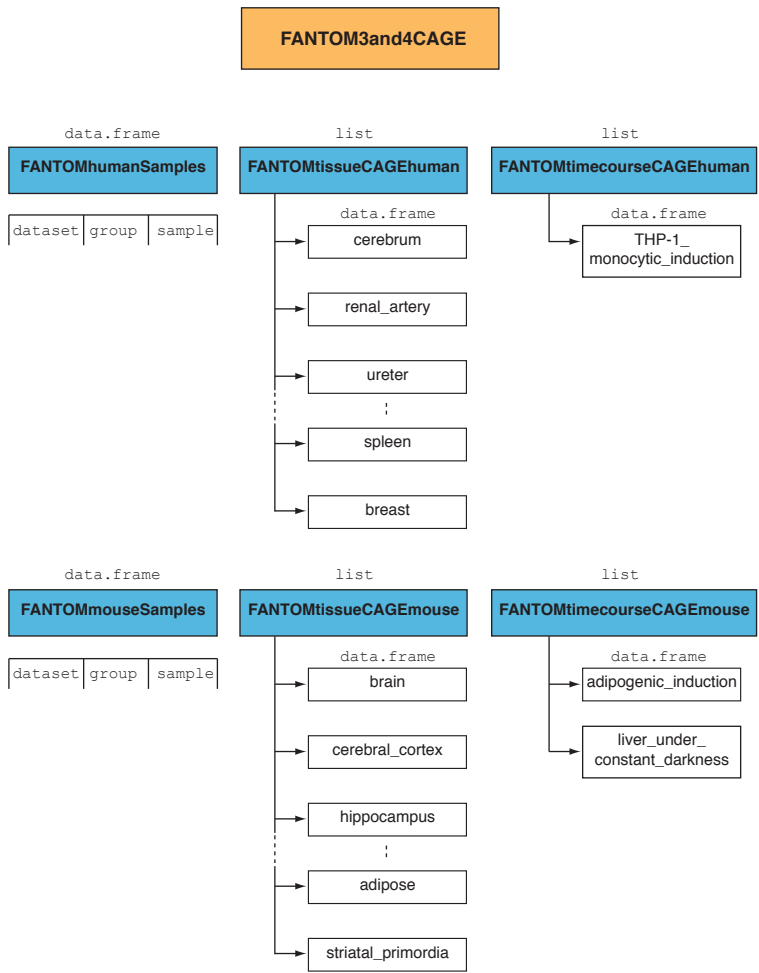 FANTOM3and4CAGE
data.frame
list
list
FANTOMhumanSamples
FANTOMtissueCAGEhuman
FANTOMtimecourseCAGEhuman
dataset group sample
data.frame
cerebrum
renal_artery
ureter
spleen
breast
data.frame
THP-1_
monocytic_induction
data.frame
list
list
FANTOMmouseSamples
FANTOMtissueCAGEmouse
FANTOMtimecourseCAGEmouse
dataset group sample
data.frame
brain
cerebral_cortex
hippocampus
adipose
striatal_primordia
data.frame
adipogenic_induction
liver_under_
constant_darkness